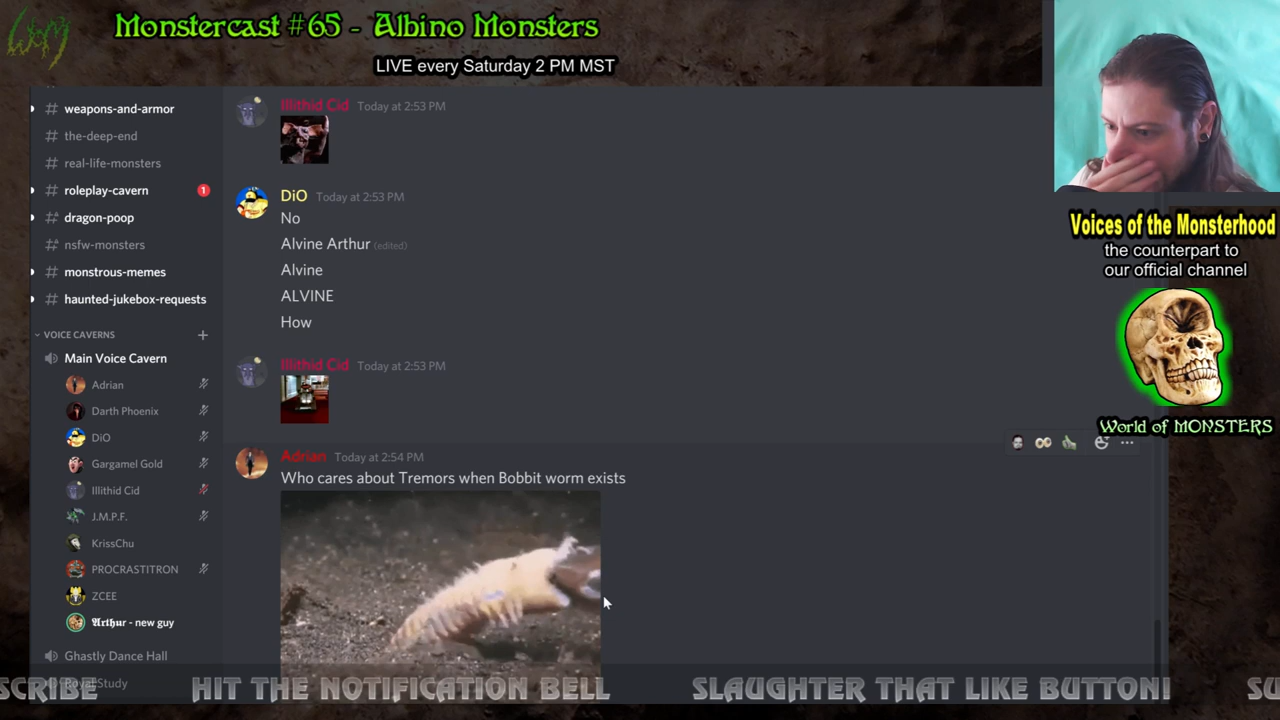 Monstercast #65 - Albino Monsters
LIVE every Saturday 2 PM MST
# weapons-and-armor
# the-deep-end
# real-life-monsters
# roleplay-cavern 1
# dragon-poop
# nsfw-monsters
# monstrous-memes
# haunted-jukebox-requests
VOICE CAVERNS +
Main Voice Cavern
Adrian
Darth Phoenix
DiO
Gargamel Gold
Illithid Cid
J.M.P.F.
KrissChu
PROCRASTITRON
ZCEE
𝕬𝖗𝖙𝖍𝖚𝖗 - new guy
Ghastly Dance Hall
Royal Study
Illithid Cid Today at 2:53 PM
DiO Today at 2:53 PM
No
Alvine Arthur (edited)
Alvine
ALVINE
How
Illithid Cid Today at 2:53 PM
Adrian Today at 2:54 PM
Who cares about Tremors when Bobbit worm exists
Voices of the Monsterhood
the counterpart to
our official channel
World of MONSTERS
SCRIBE HIT THE NOTIFICATION BELL SLAUGHTER THAT LIKE BUTTON! SU